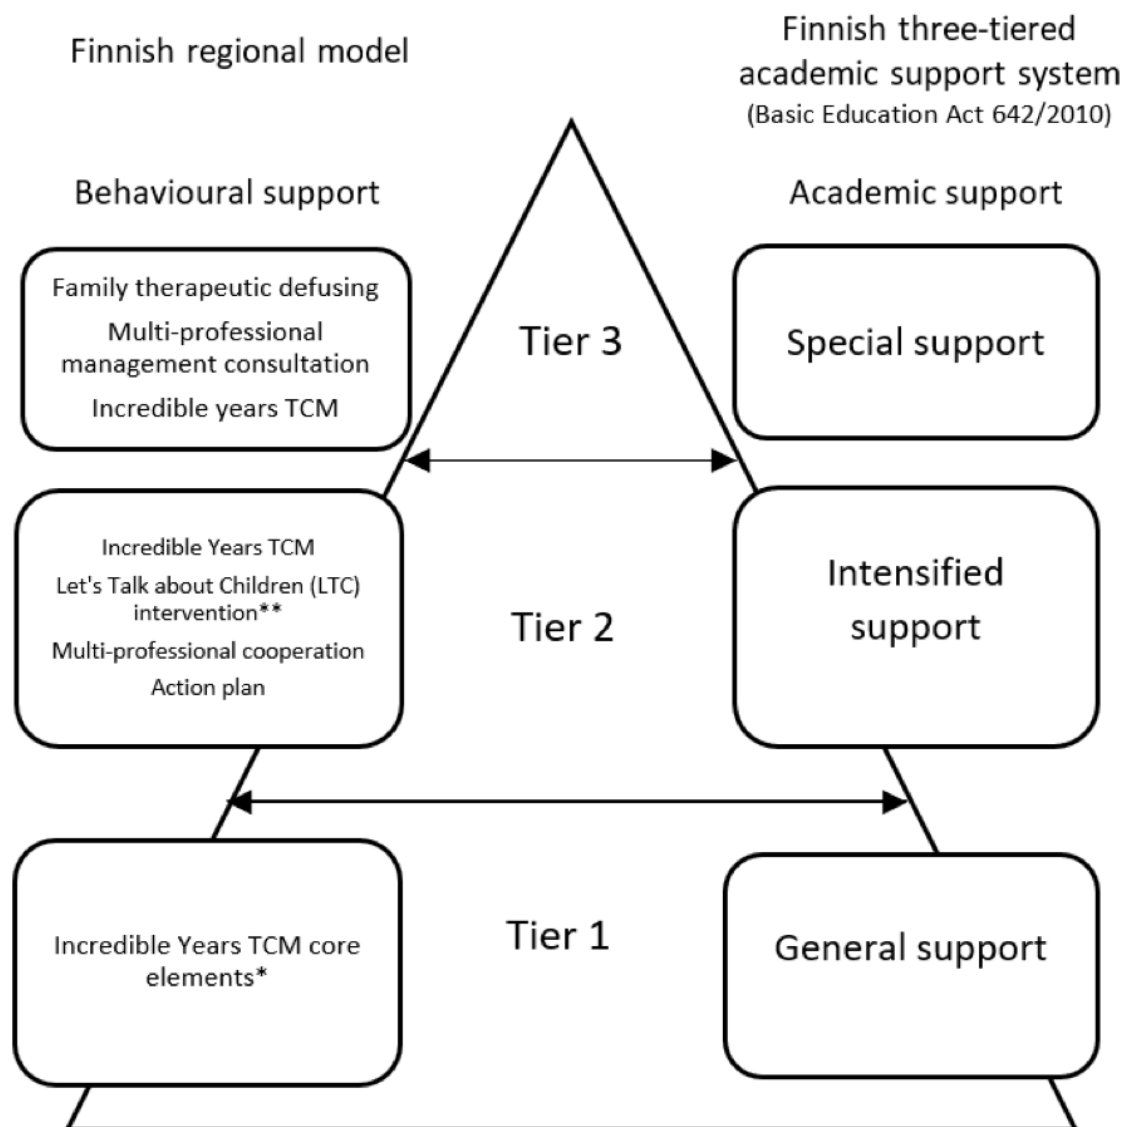 Finnish regional model
Finnish three-tiered
academic support system
(Basic Education Act 642/2010)
Behavioural support
Academic support
Family therapeutic defusing
Multi-professional
management consultation
Incredible years TCM
Tier 3
Special support
Incredible Years TCM
Let's Talk about Children (LTC)
intervention**
Multi-professional cooperation
Action plan
Tier 2
Intensified
support
Incredible Years TCM core
elements*
Tier 1
General support